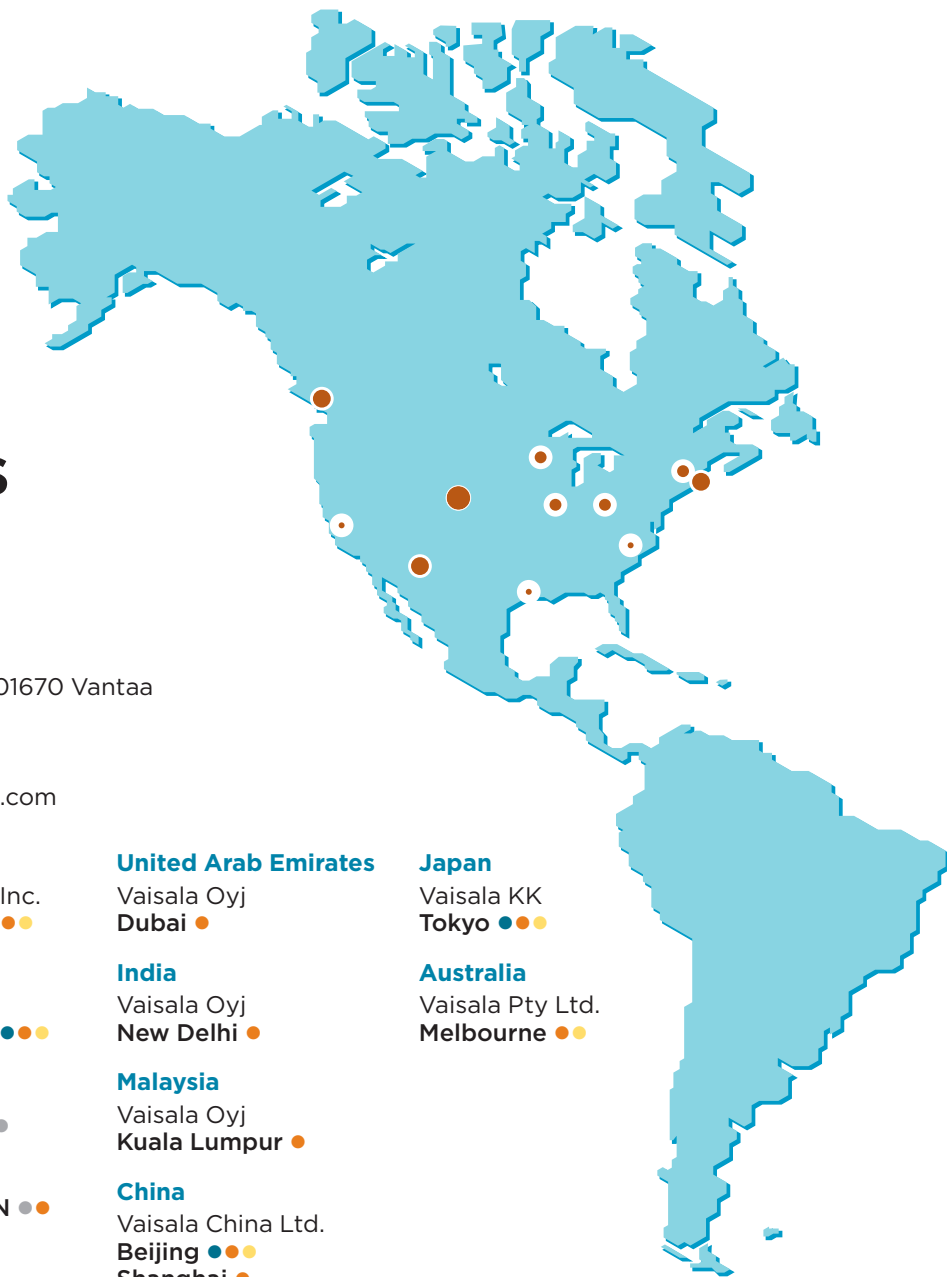 s
01670 Vantaa
.com
Inc.
N
United Arab Emirates
Vaisala Oyj
Dubai
India
Vaisala Oyj
New Delhi
Malaysia
Vaisala Oyj
Kuala Lumpur
China
Vaisala China Ltd.
Beijing
Shanghai
Japan
Vaisala KK
Tokyo
Australia
Vaisala Pty Ltd.
Melbourne